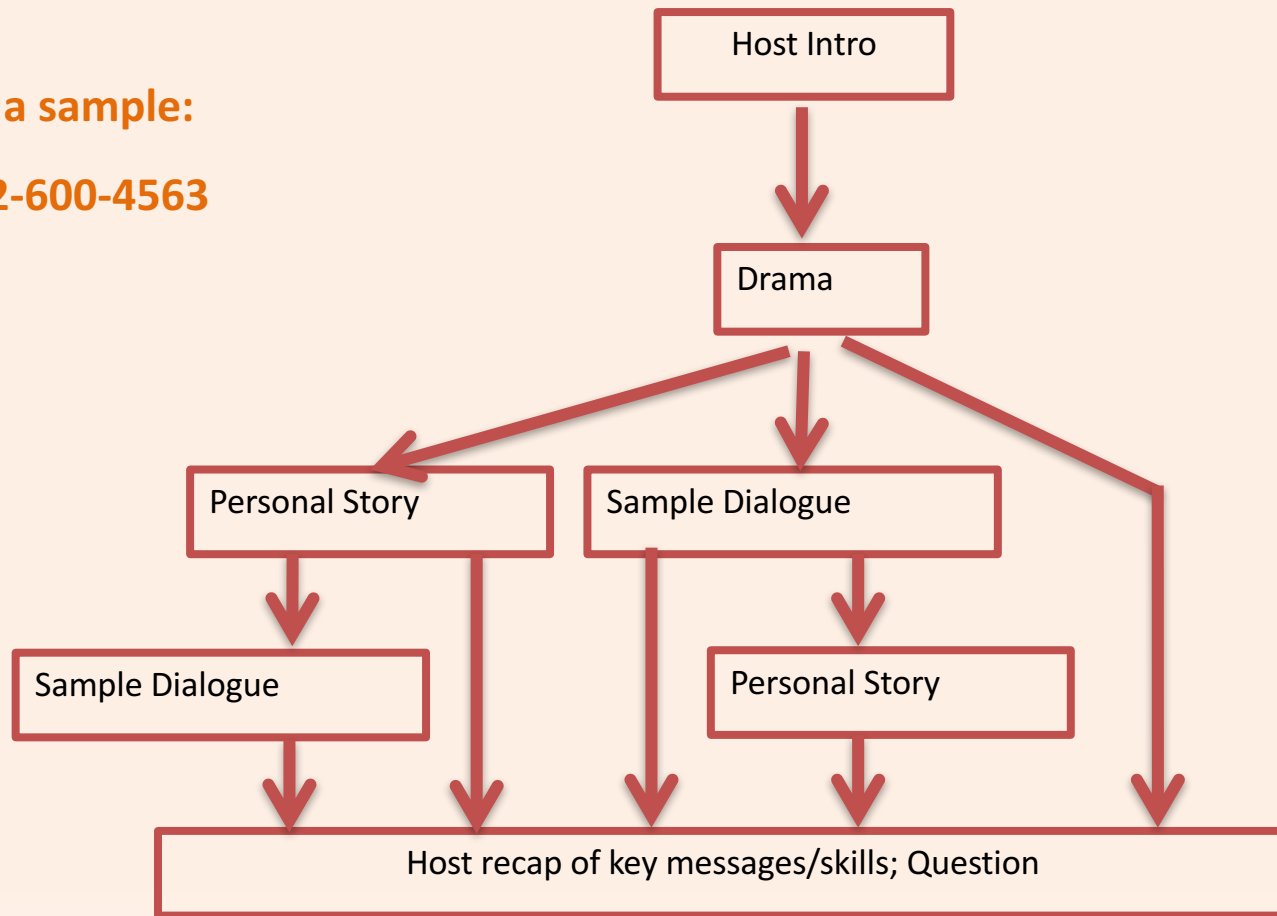 Host Intro
a sample:
2-600-4563
Drama
Personal Story
Sample Dialogue
Sample Dialogue
Personal Story
Host recap of key messages/skills; Question